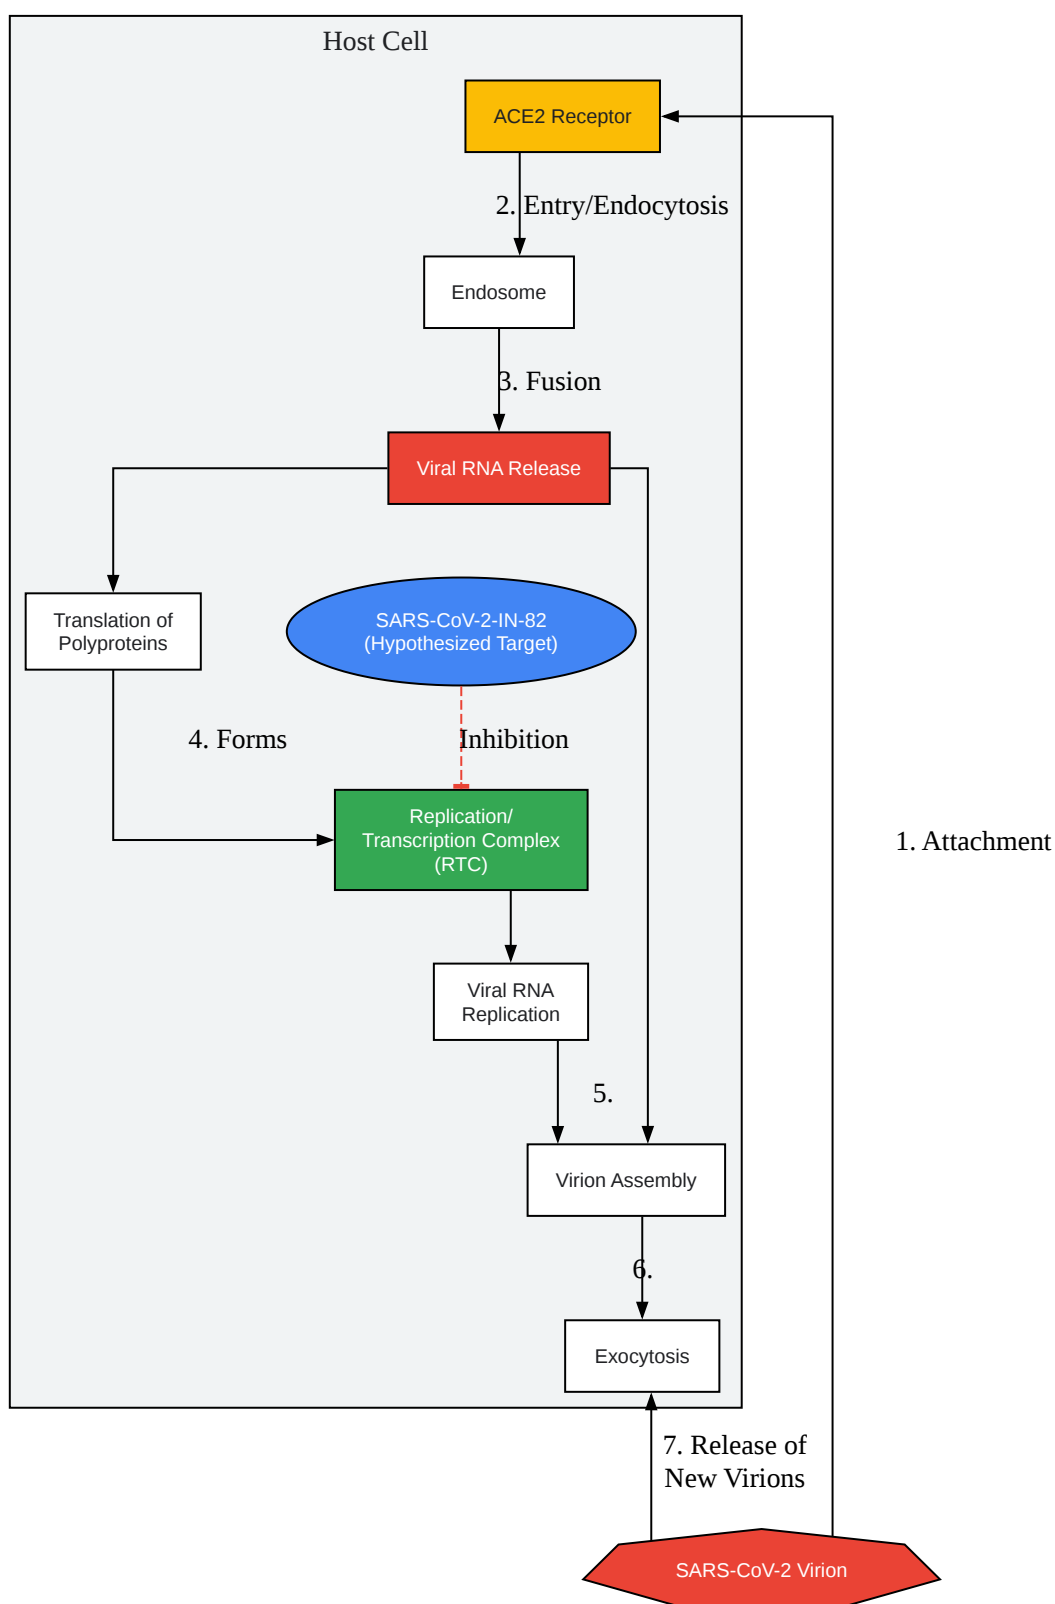 Host Cell
ACE2 Receptor
2. Entry/Endocytosis
Endosome
3. Fusion
Viral RNA Release
Translation of
Polyproteins
SARS-CoV-2-IN-82
(Hypothesized Target)
4. Forms
Inhibition
Replication/
Transcription Complex
(RTC)
1. Attachment
Viral RNA
Replication
5.
Virion Assembly
6.
Exocytosis
7. Release of
New Virions
SARS-CoV-2 Virion